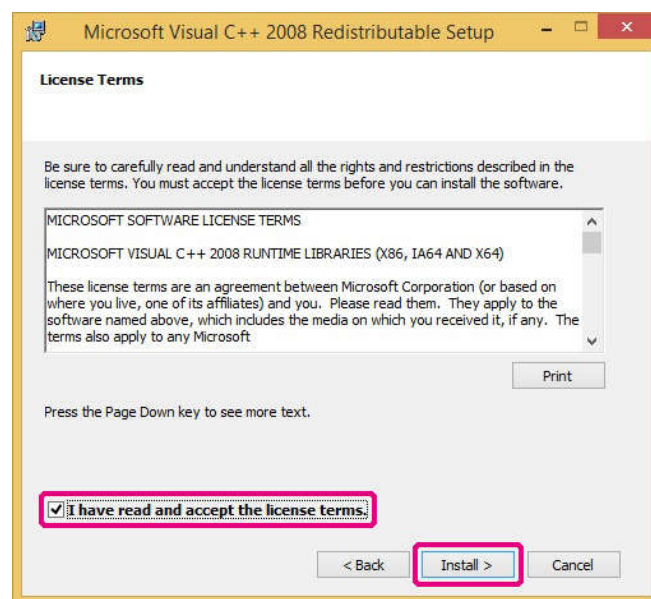 Microsoft Visual C++ 2008 Redistributable Setup
License Terms
Be sure to carefully read and understand all the rights and restrictions described in the
license terms. You must accept the license terms before you can install the software.
MICROSOFT SOFTWARE LICENSE TERMS
MICROSOFT VISUAL C++ 2008 RUNTIME LIBRARIES (X86, IA64 AND X64)
These license terms are an agreement between Microsoft Corporation (or based on
where you live, one of its affiliates) and you.  Please read them.  They apply to the
software named above, which includes the media on which you received it, if any.  The
terms also apply to any Microsoft
Print
Press the Page Down key to see more text.
I have read and accept the license terms.
< Back Install > Cancel